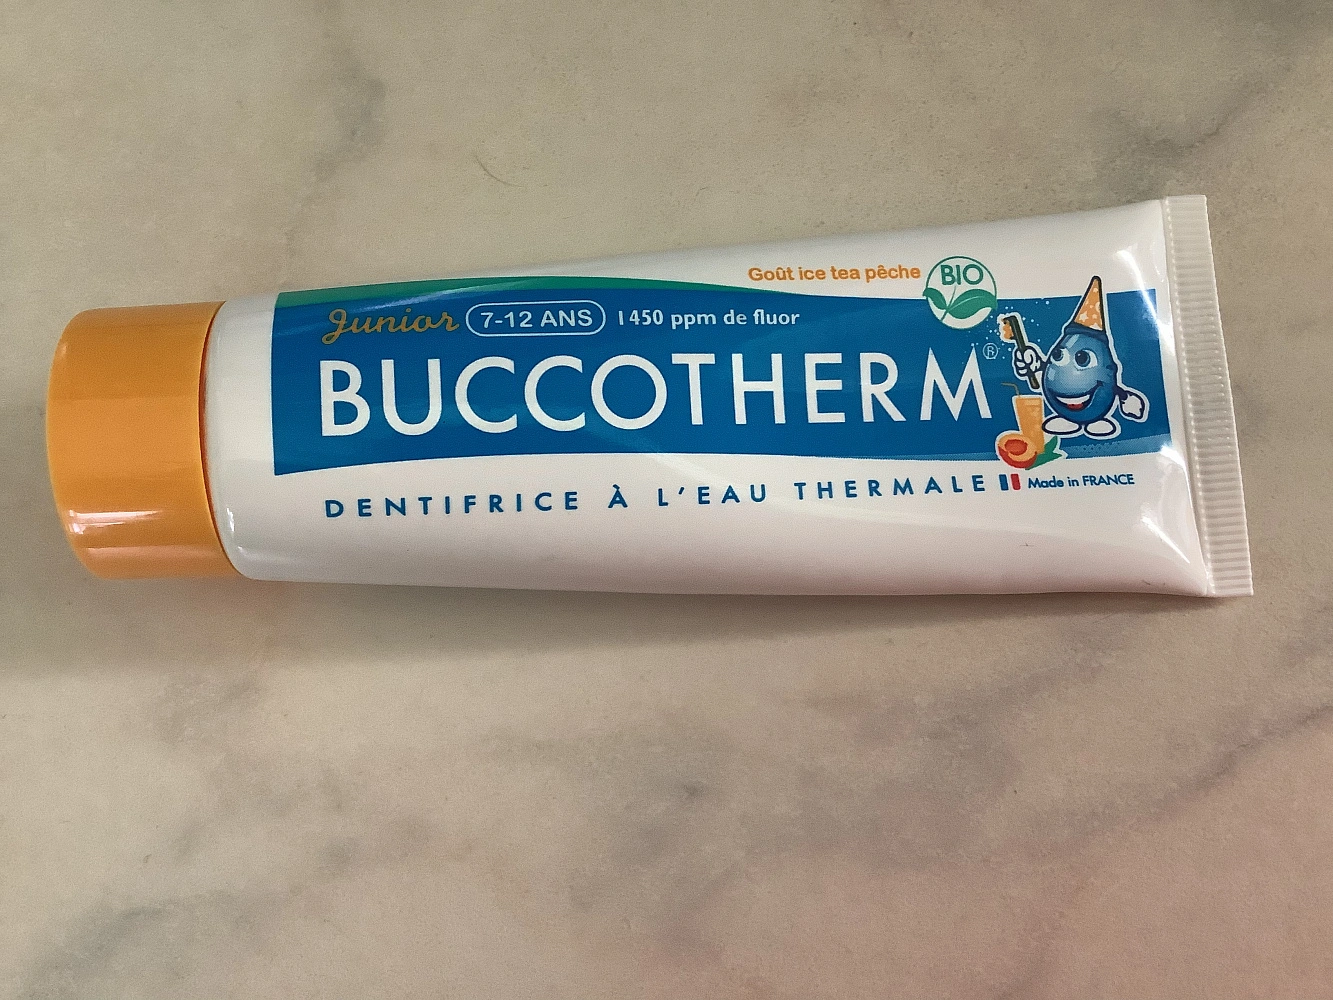 Goût ice tea pêche
BIO
Junior 7-12 ANS 1450 ppm de fluor
BUCCOTHERM®
DENTIFRICE À L'EAU THERMALE Made in FRANCE